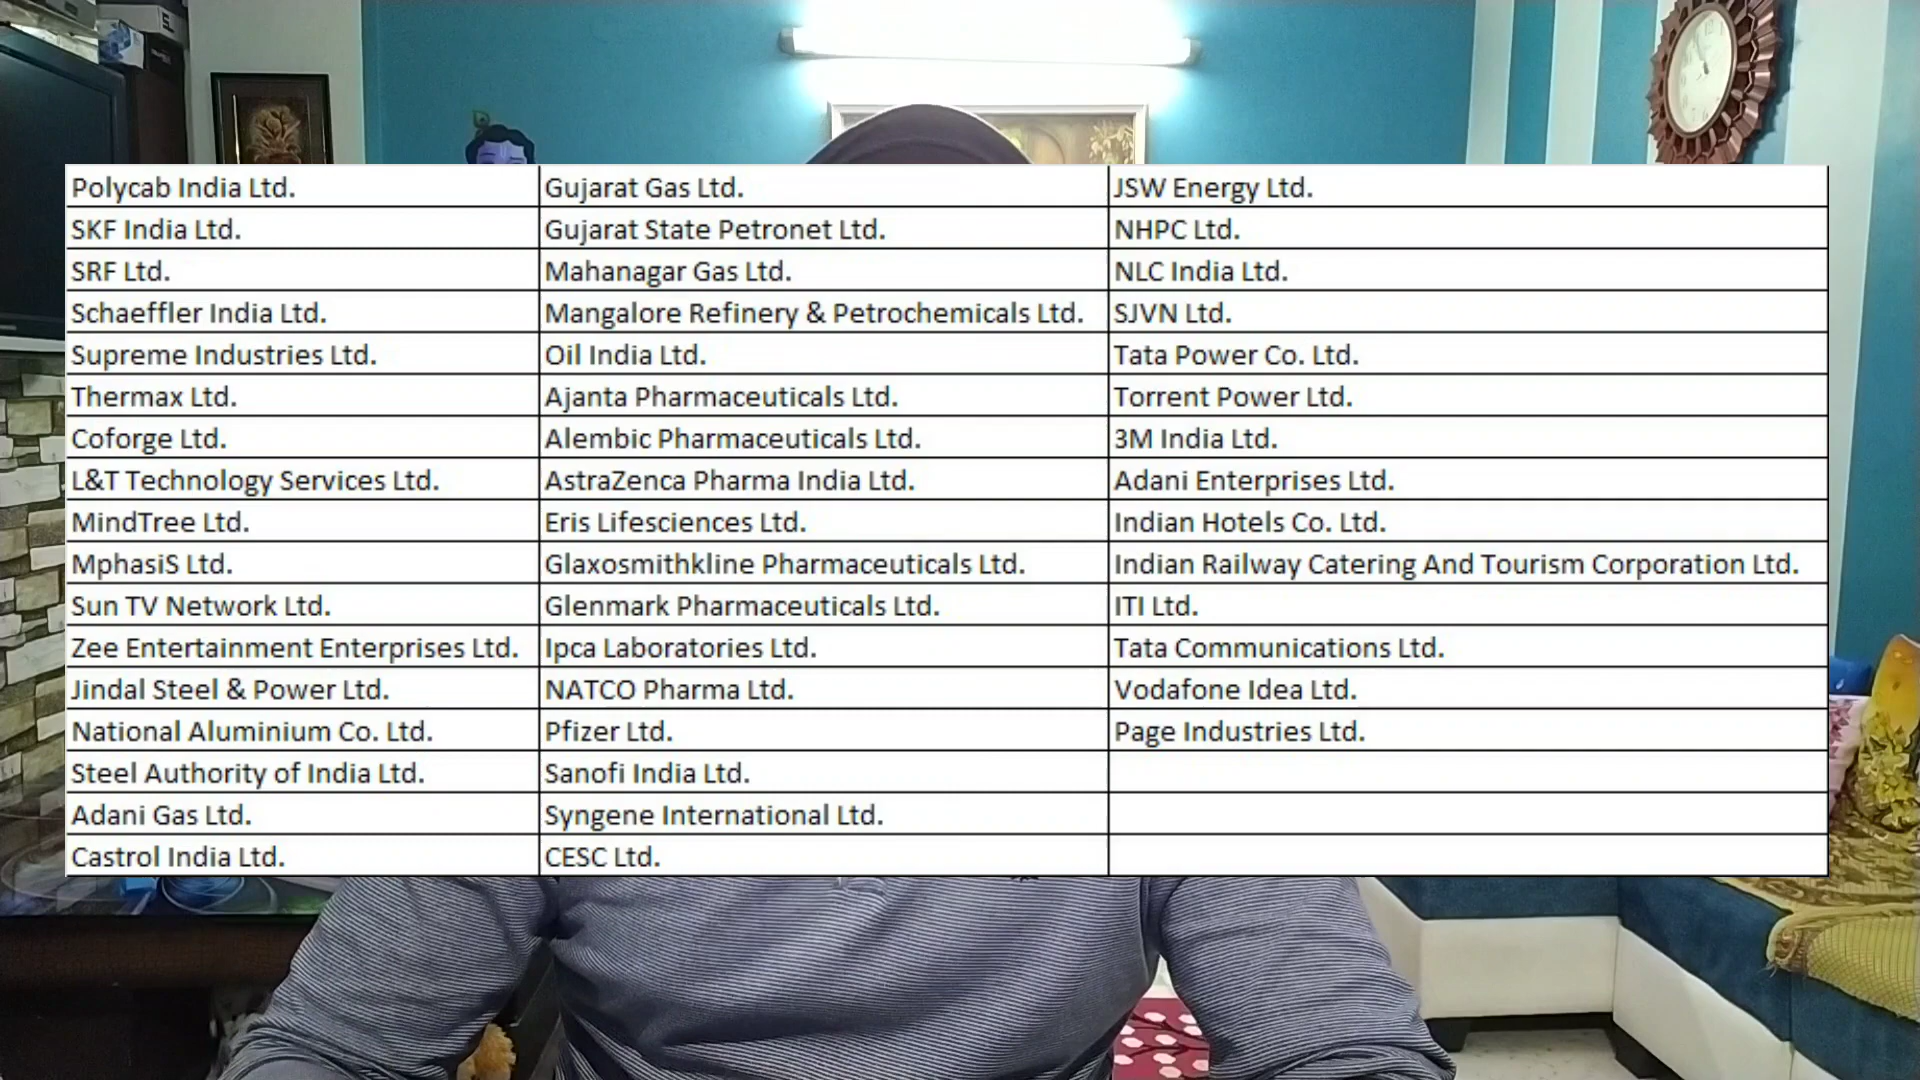 Polycab India Ltd. Gujarat Gas Ltd. JSW Energy Ltd.
SKF India Ltd. Gujarat State Petronet Ltd. NHPC Ltd.
SRF Ltd. Mahanagar Gas Ltd. NLC India Ltd.
Schaeffler India Ltd. Mangalore Refinery & Petrochemicals Ltd. SJVN Ltd.
Supreme Industries Ltd. Oil India Ltd. Tata Power Co. Ltd.
Thermax Ltd. Ajanta Pharmaceuticals Ltd. Torrent Power Ltd.
Coforge Ltd. Alembic Pharmaceuticals Ltd. 3M India Ltd.
L&T Technology Services Ltd. AstraZenca Pharma India Ltd. Adani Enterprises Ltd.
MindTree Ltd. Eris Lifesciences Ltd. Indian Hotels Co. Ltd.
MphasiS Ltd. Glaxosmithkline Pharmaceuticals Ltd. Indian Railway Catering And Tourism Corporation Ltd.
Sun TV Network Ltd. Glenmark Pharmaceuticals Ltd. ITI Ltd.
Zee Entertainment Enterprises Ltd. Ipca Laboratories Ltd. Tata Communications Ltd.
Jindal Steel & Power Ltd. NATCO Pharma Ltd. Vodafone Idea Ltd.
National Aluminium Co. Ltd. Pfizer Ltd. Page Industries Ltd.
Steel Authority of India Ltd. Sanofi India Ltd.
Adani Gas Ltd. Syngene International Ltd.
Castrol India Ltd. CESC Ltd.